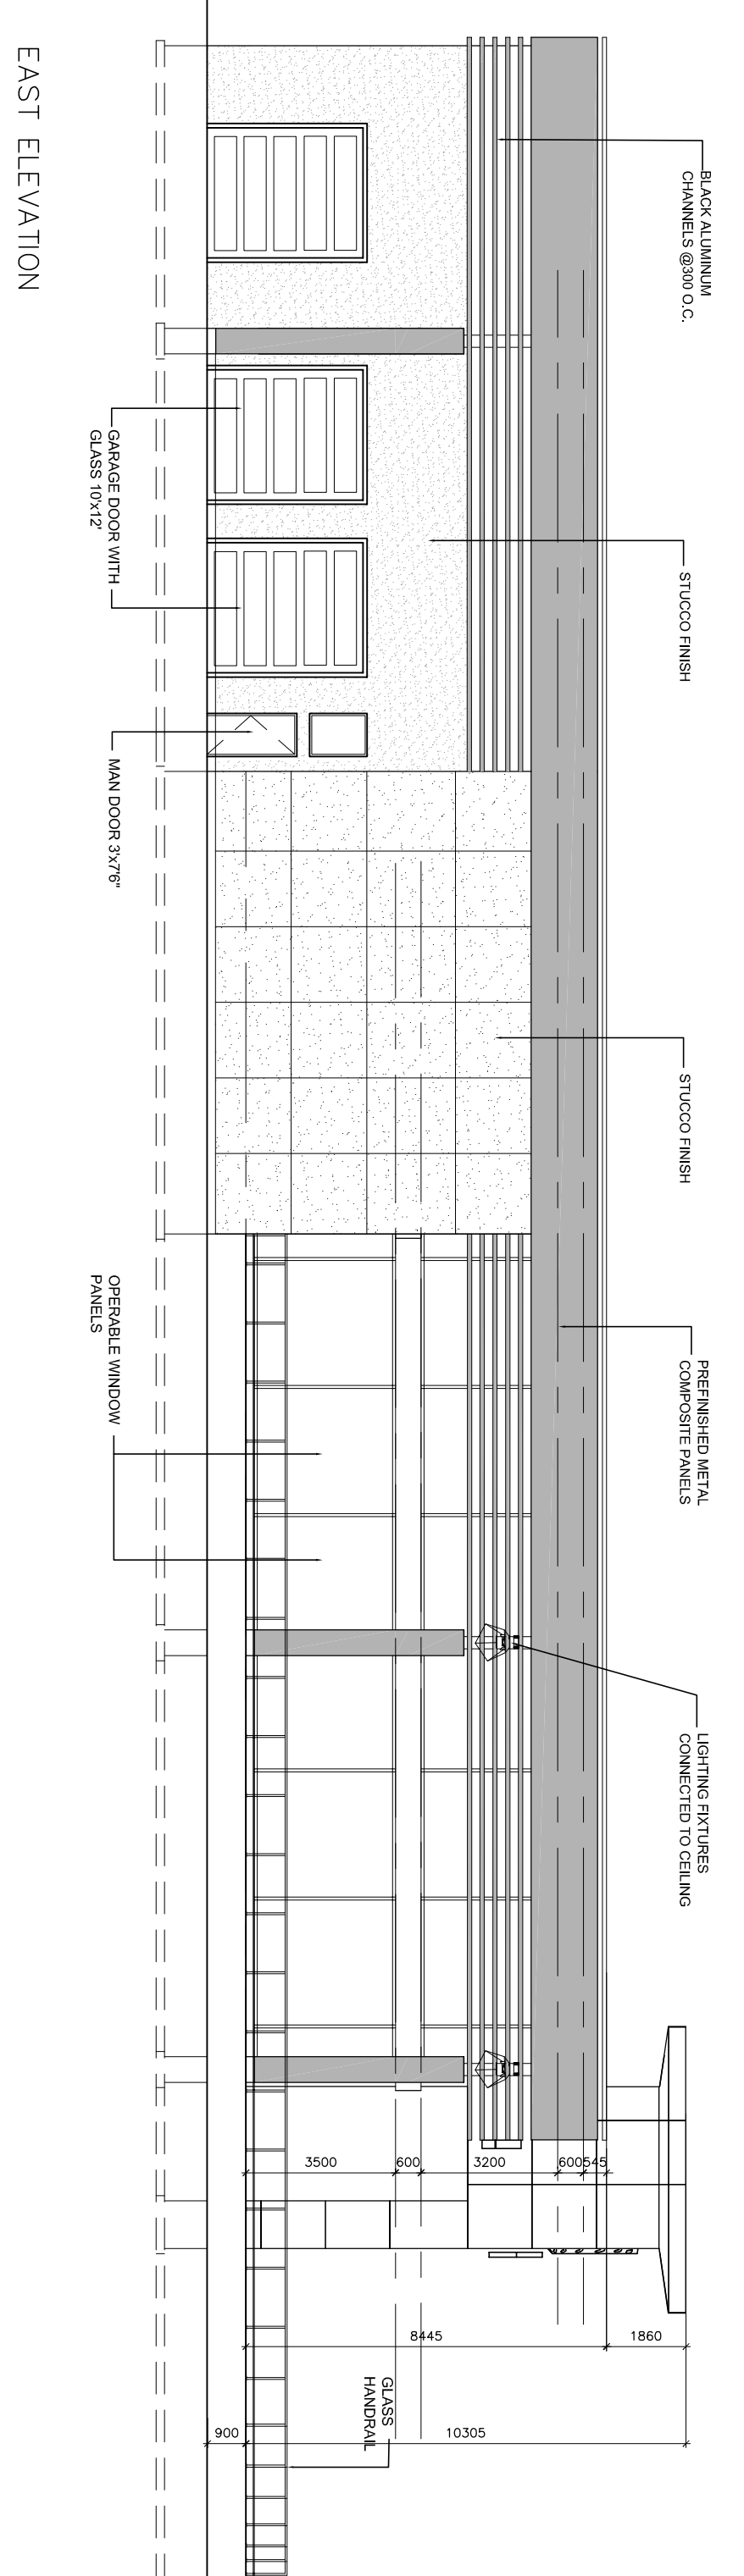 BLACK ALUMINUM
CHANNELS @300 O.C.
STUCCO FINISH
STUCCO FINISH
PREFINISHED METAL
COMPOSITE PANELS
LIGHTING FIXTURES
CONNECTED TO CEILING
545
600
3200
600
3500
1860
8445
10305
900
GLASS
HANDRAIL
GARAGE DOOR WITH
GLASS 10'x12'
MAN DOOR 3'x7'6"
OPERABLE WINDOW
PANELS
EAST ELEVATION